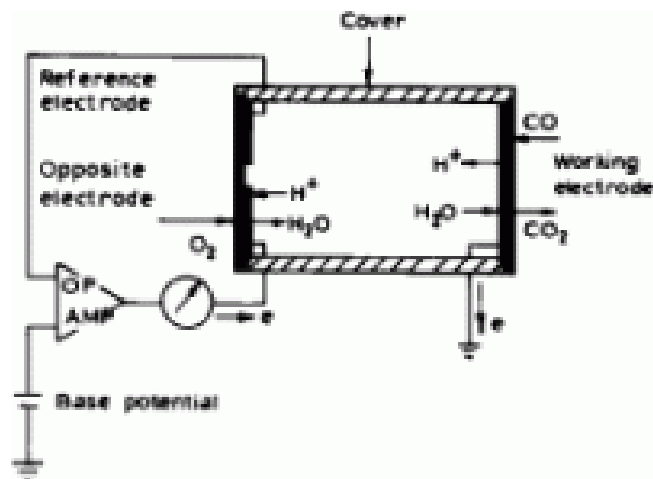 Cover
Reference
electrode
CO
H⁺
Working
electrode
Opposite
electrode
H⁺
H₂O
H₂O
CO₂
O₂
OP
AMP
e
e
Base potential